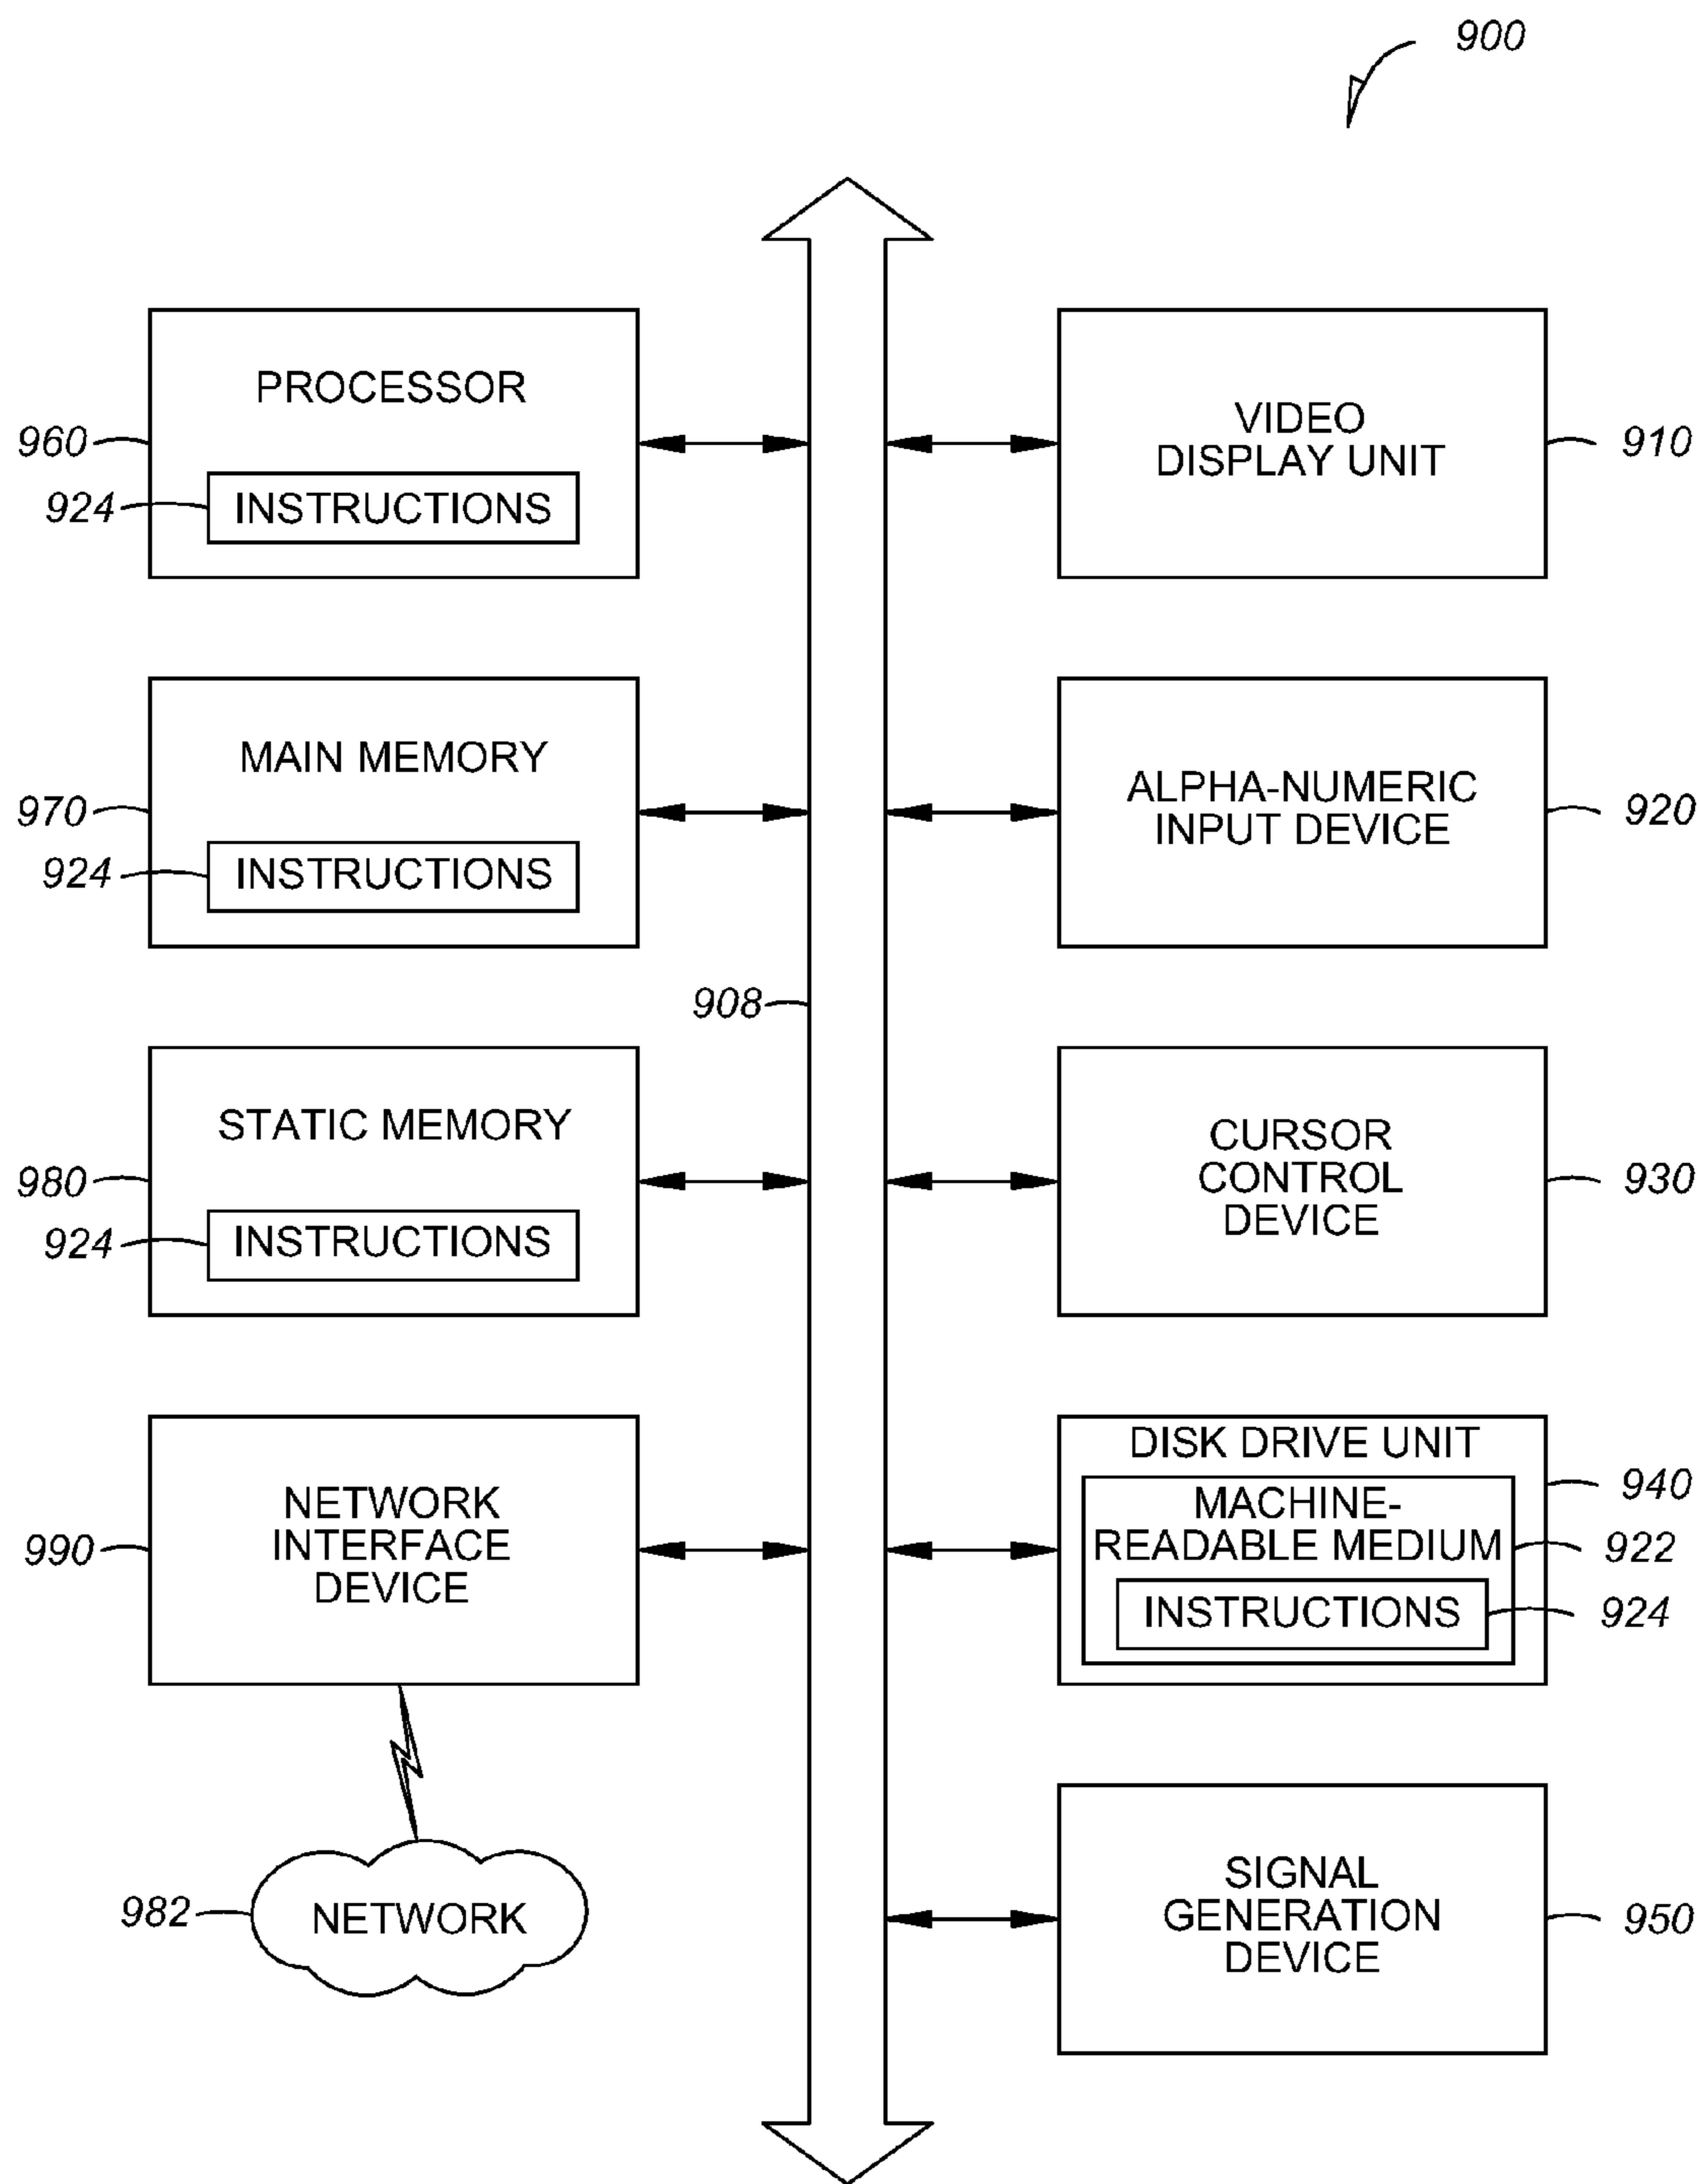 900
PROCESSOR
960
924
INSTRUCTIONS
VIDEO
DISPLAY UNIT
910
MAIN MEMORY
970
924
INSTRUCTIONS
ALPHA-NUMERIC
INPUT DEVICE
920
908
STATIC MEMORY
980
924
INSTRUCTIONS
CURSOR
CONTROL
DEVICE
930
NETWORK
INTERFACE
DEVICE
990
DISK DRIVE UNIT
940
MACHINE-
READABLE MEDIUM
922
INSTRUCTIONS
924
982
NETWORK
SIGNAL
GENERATION
DEVICE
950